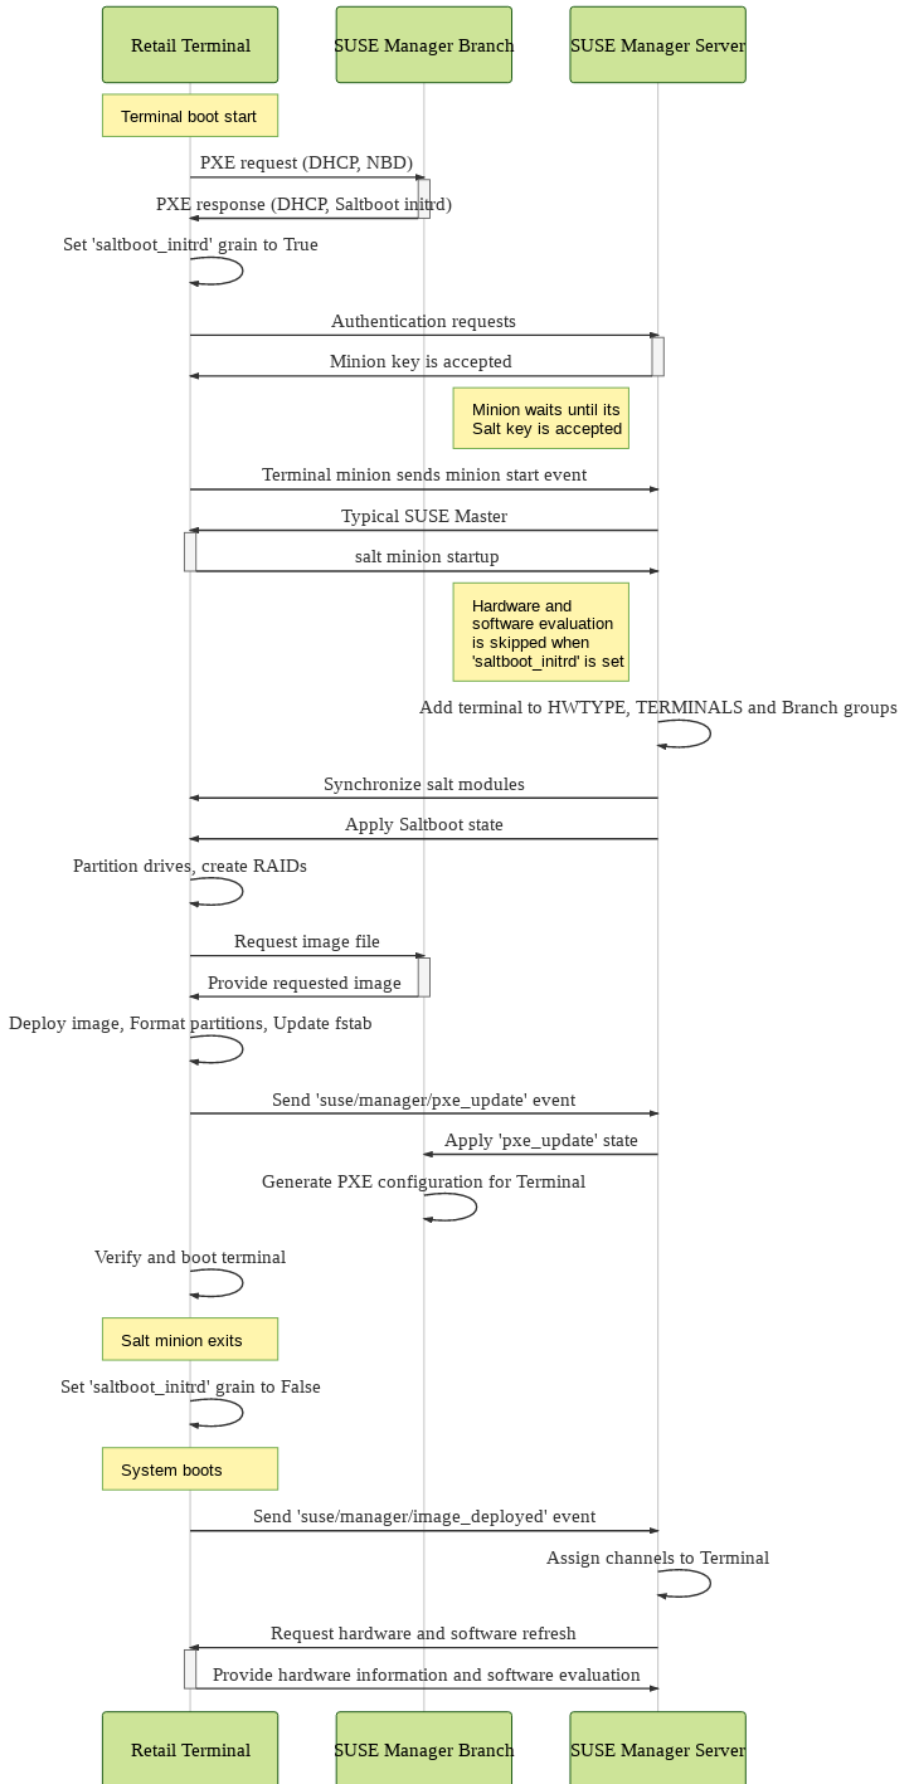 Retail Terminal
SUSE Manager Branch
SUSE Manager Server
Terminal boot start
PXE request (DHCP, NBD)
PXE response (DHCP, Saltboot initrd)
Set 'saltboot_initrd' grain to True
Authentication requests
Minion key is accepted
Minion waits until its
Salt key is accepted
Terminal minion sends minion start event
Typical SUSE Master
salt minion startup
Hardware and
software evaluation
is skipped when
'saltboot_initrd' is set
Add terminal to HWTYPE, TERMINALS and Branch groups
Synchronize salt modules
Apply Saltboot state
Partition drives, create RAIDs
Request image file
Provide requested image
Deploy image, Format partitions, Update fstab
Send 'suse/manager/pxe_update' event
Apply 'pxe_update' state
Generate PXE configuration for Terminal
Verify and boot terminal
Salt minion exits
Set 'saltboot_initrd' grain to False
System boots
Send 'suse/manager/image_deployed' event
Assign channels to Terminal
Request hardware and software refresh
Provide hardware information and software evaluation
Retail Terminal
SUSE Manager Branch
SUSE Manager Server